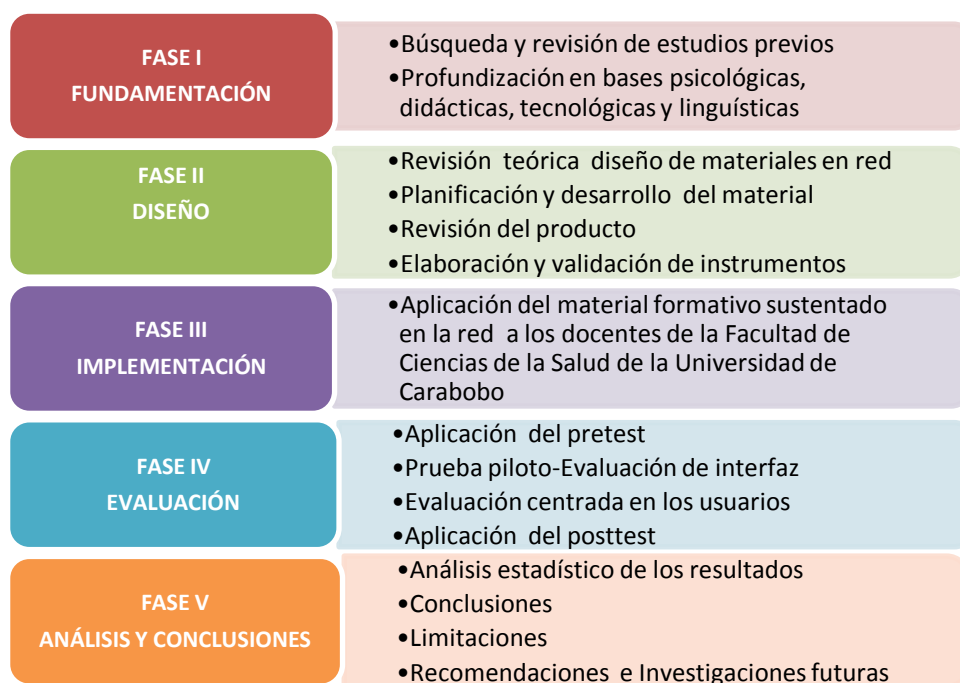 FASE I
FUNDAMENTACIÓN
•Búsqueda y revisión de estudios previos
•Profundización en bases psicológicas,
didácticas, tecnológicas y linguísticas
FASE II
DISEÑO
•Revisión teórica diseño de materiales en red
•Planificación y desarrollo del material
•Revisión del producto
•Elaboración y validación de instrumentos
FASE III
IMPLEMENTACIÓN
•Aplicación del material formativo sustentado
en la red a los docentes de la Facultad de
Ciencias de la Salud de la Universidad de
Carabobo
FASE IV
EVALUACIÓN
•Aplicación del pretest
•Prueba piloto-Evaluación de interfaz
•Evaluación centrada en los usuarios
•Aplicación del posttest
FASE V
ANÁLISIS Y CONCLUSIONES
•Análisis estadístico de los resultados
•Conclusiones
•Limitaciones
•Recomendaciones e Investigaciones futuras